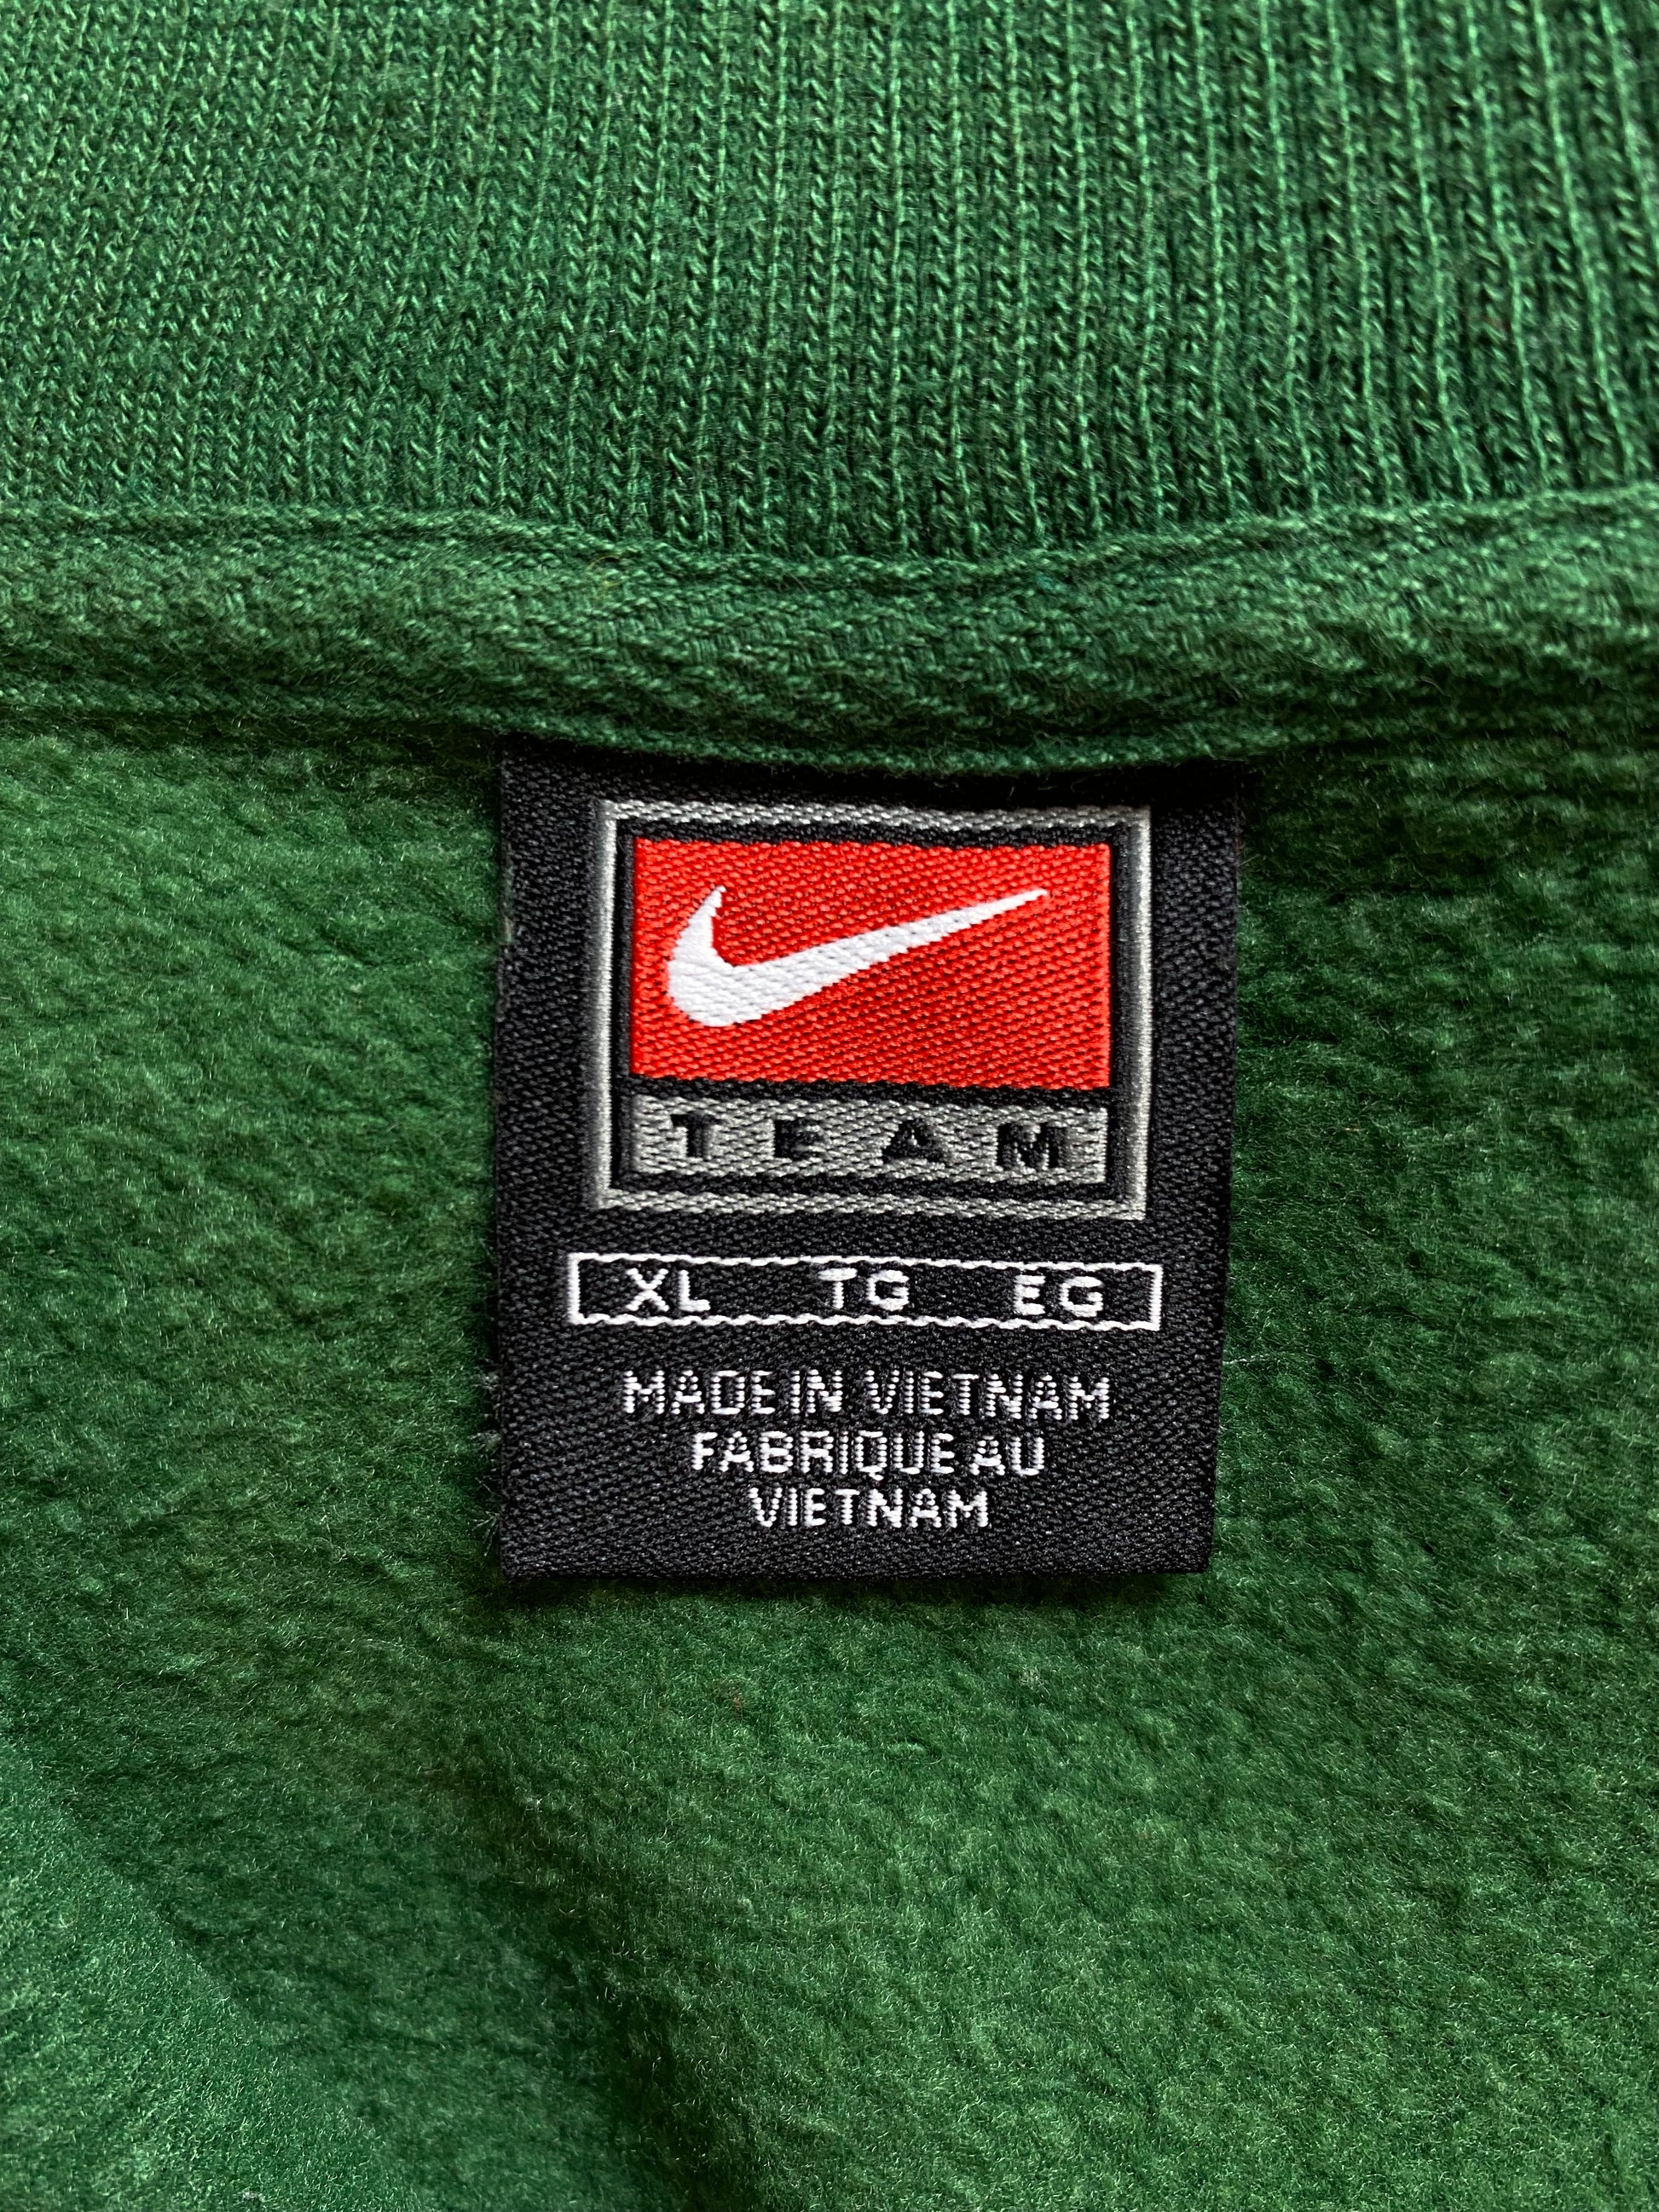 TEAM
XL TG EG
MADE IN VIETNAM
FABRIQUE AU
VIETNAM